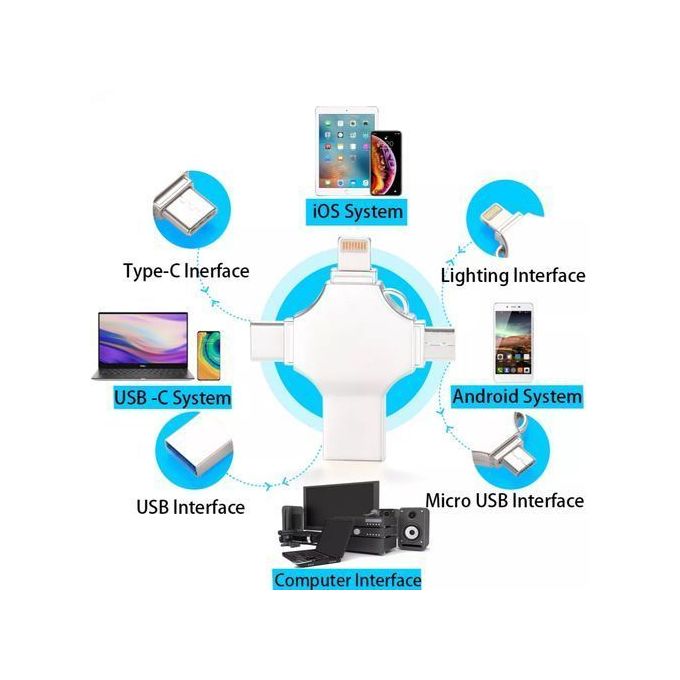 iOS System
Type-C Inerface
Lighting Interface
USB -C System
Android System
USB Interface
Micro USB Interface
Computer Interface